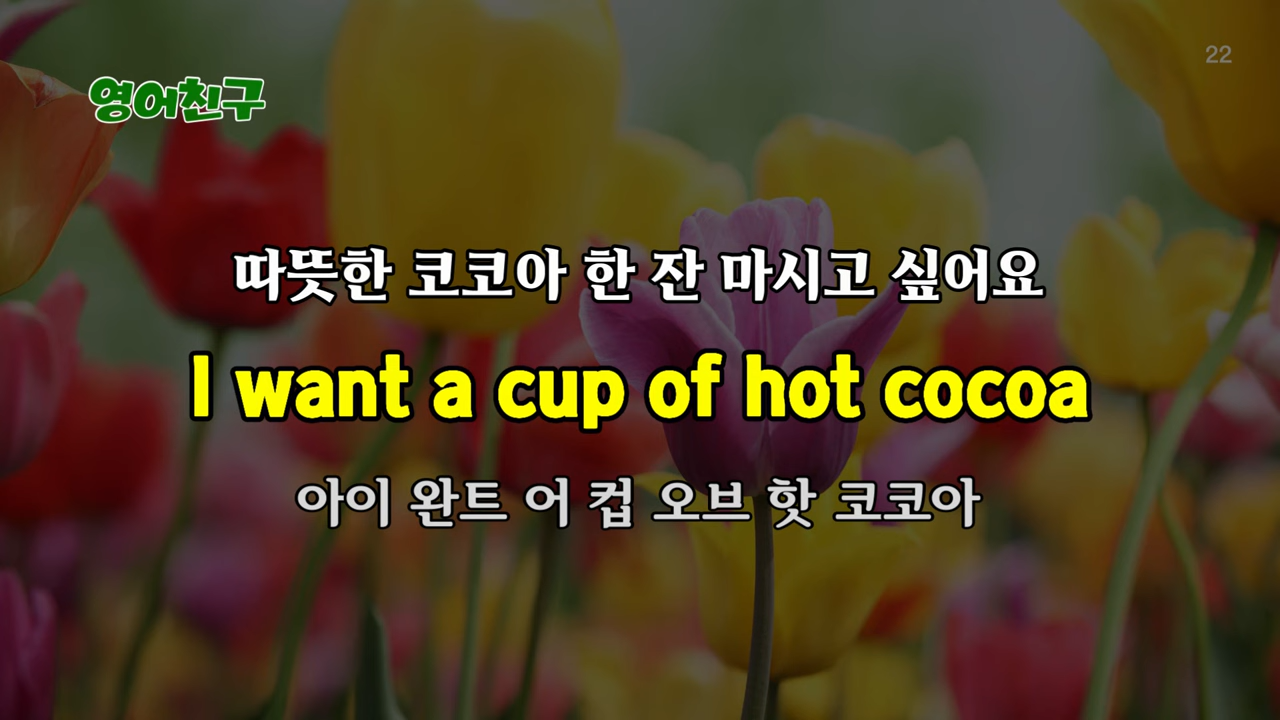 22
영어친구
따뜻한 코코아 한 잔 마시고 싶어요
I want a cup of hot cocoa
아이 완트 어 컵 오브 핫 코코아